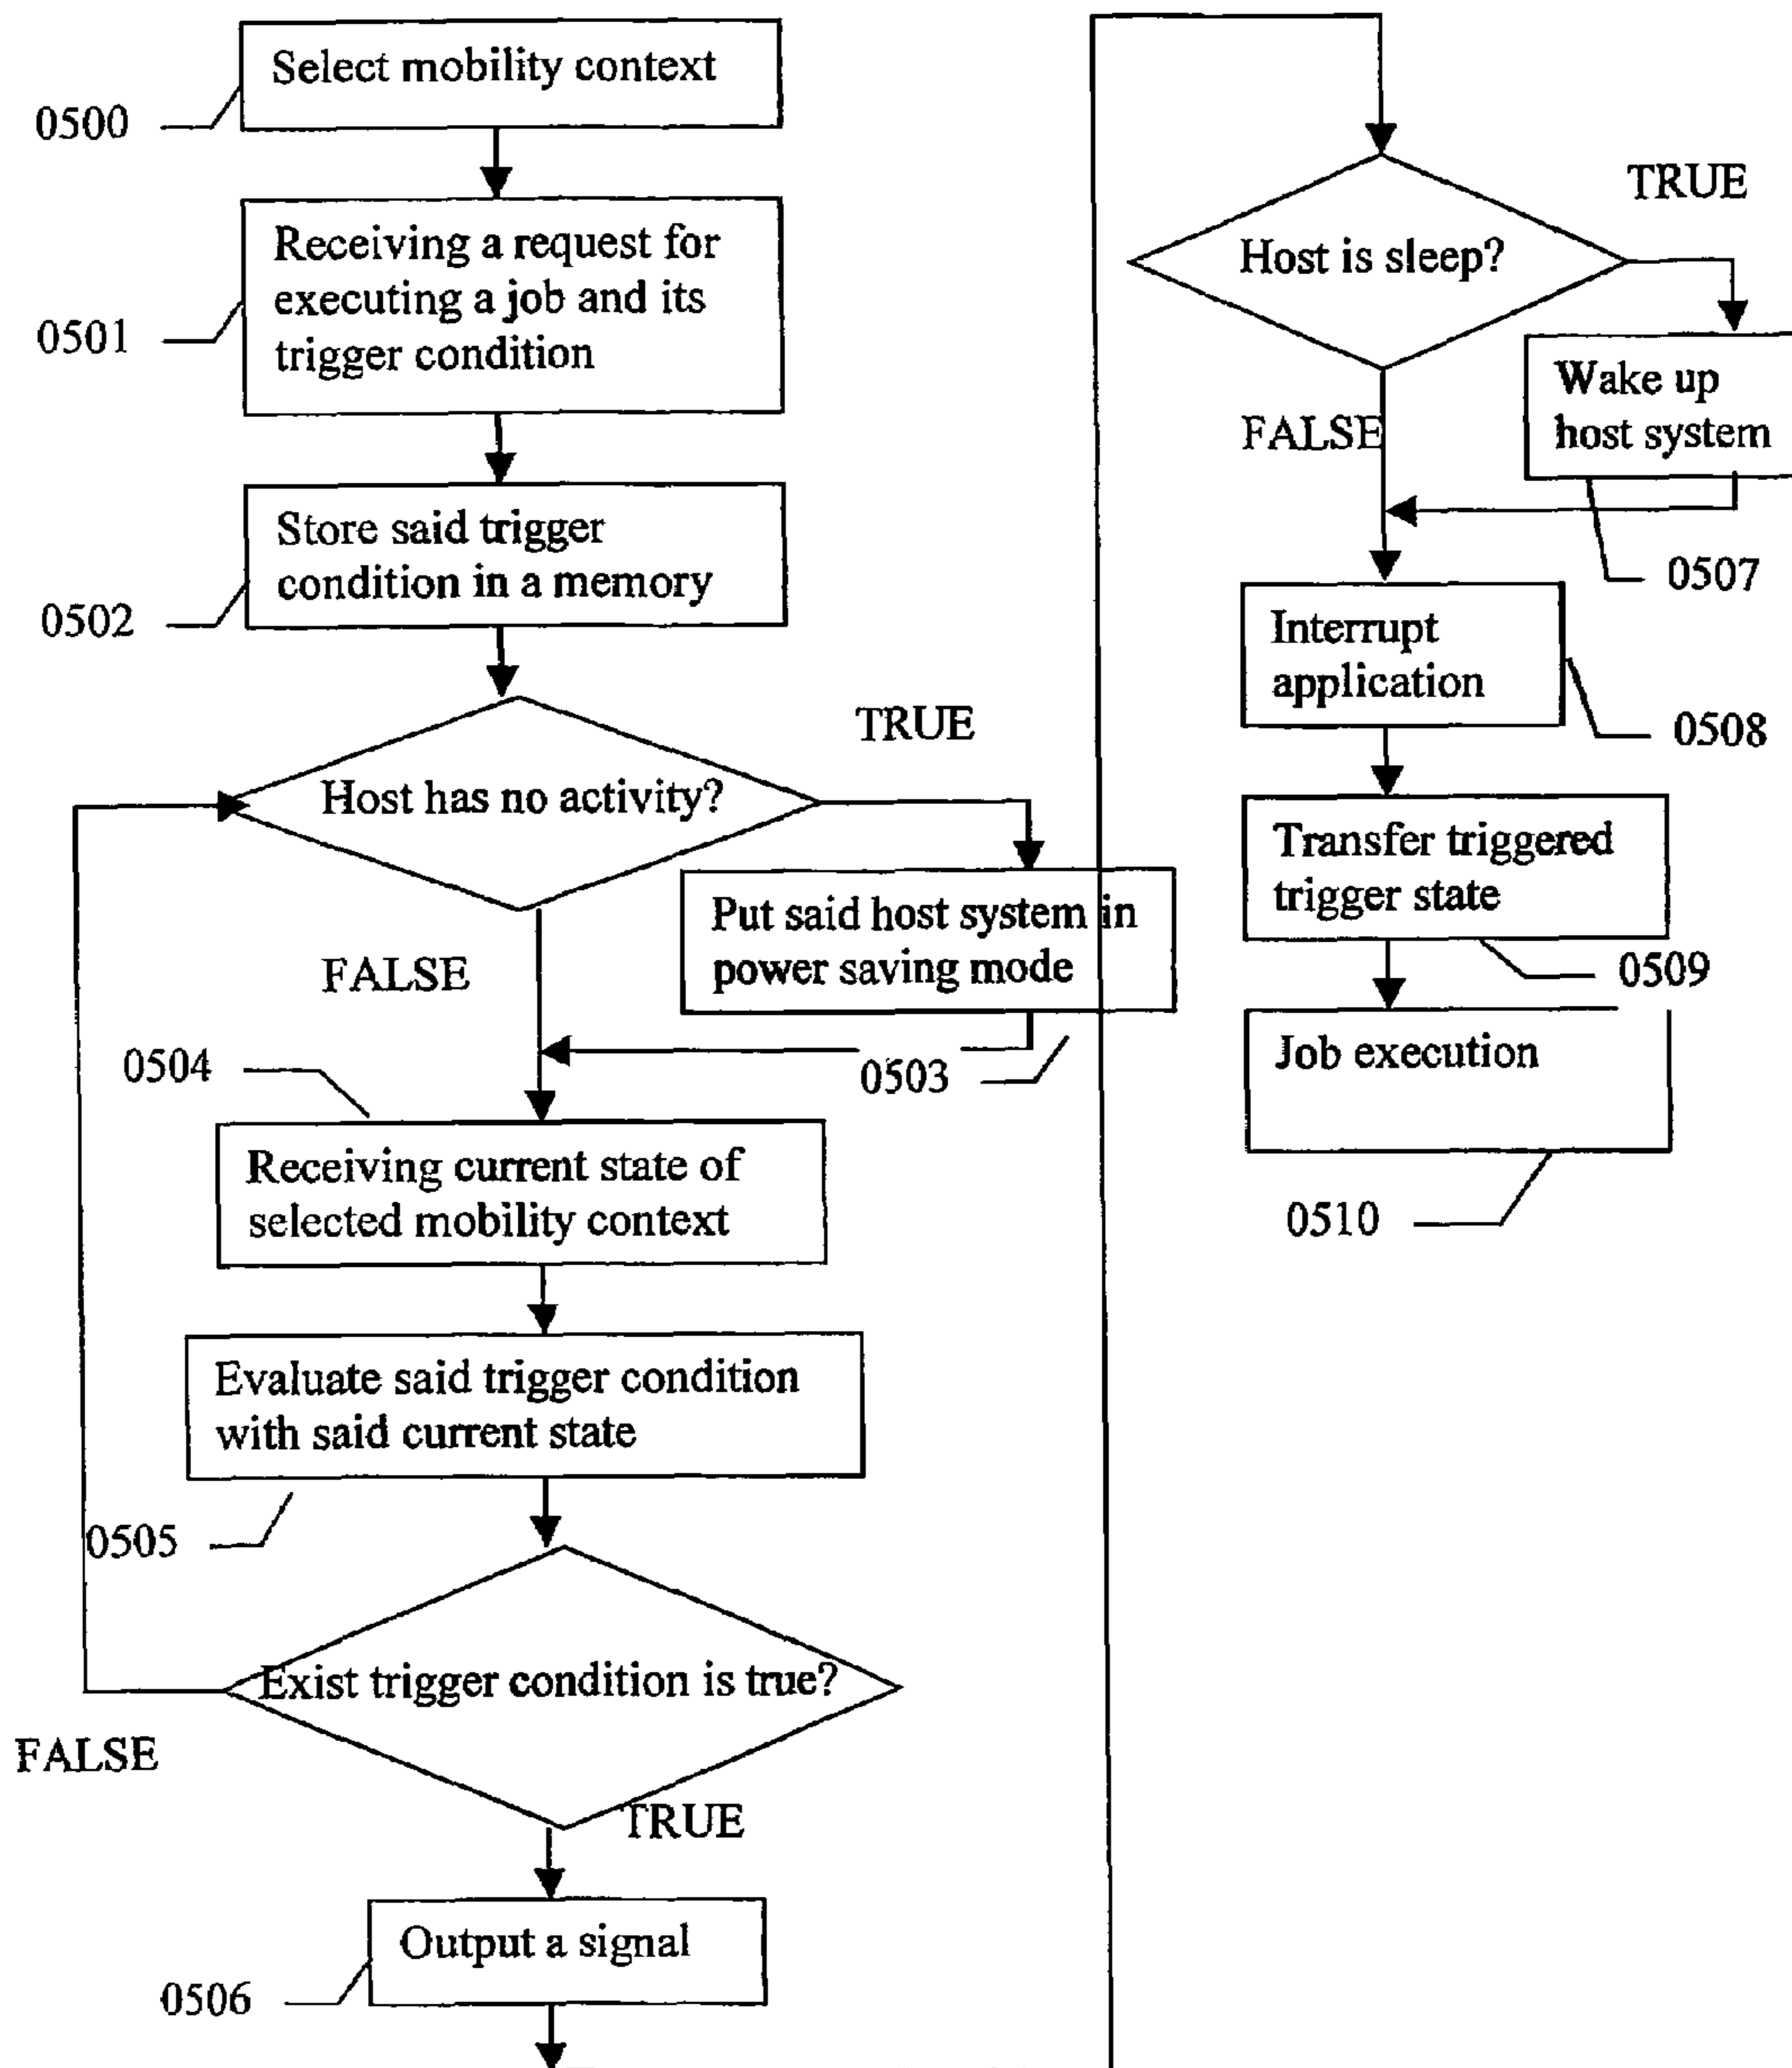 Select mobility context
0500
Receiving a request for
executing a job and its
trigger condition
0501
Store said trigger
condition in a memory
0502
Host has no activity?
TRUE
FALSE
Put said host system in
power saving mode
0503
0504
Receiving current state of
selected mobility context
Evaluate said trigger condition
with said current state
0505
Exist trigger condition is true?
FALSE
TRUE
Output a signal
0506
Host is sleep?
TRUE
FALSE
Wake up
host system
0507
Interrupt
application
0508
Transfer triggered
trigger state
0509
Job execution
0510